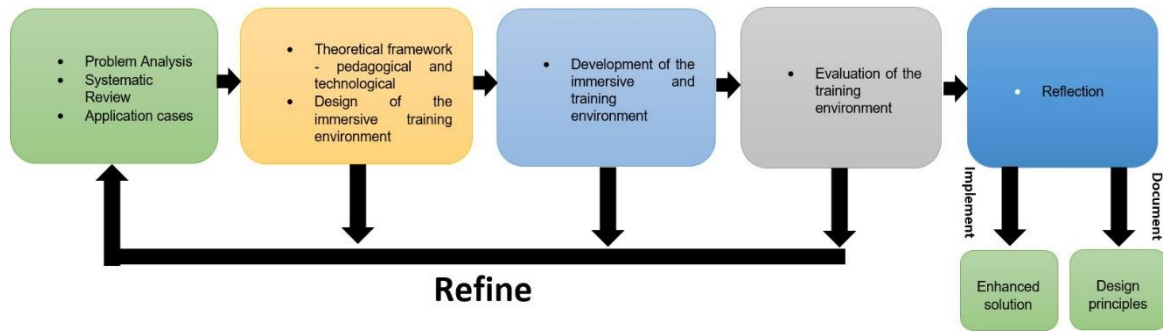 • Problem Analysis
• Systematic
Review
• Application cases
• Theoretical framework
- pedagogical and
technological
• Design of the
immersive training
environment
• Development of the
immersive and
training
environment
• Evaluation of the
training
environment
• Reflection
Implement
Document
Refine
Enhanced
solution
Design
principles